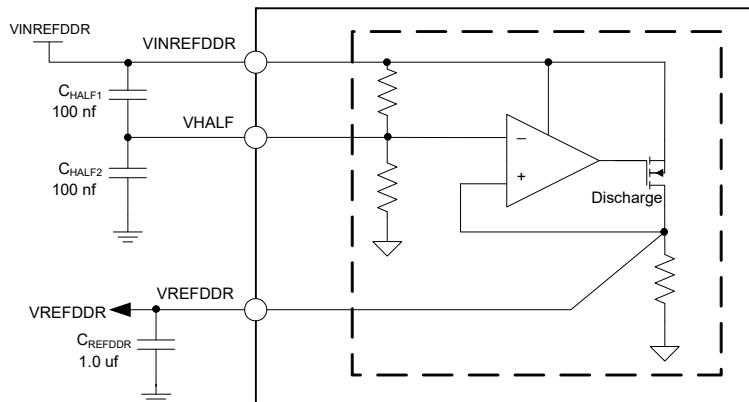 VINREFDDR
VINREFDDR
CHALF1
100 nf
VHALF
CHALF2
100 nf
−
+
Discharge
VREFDDR
VREFDDR
CREFDDR
1.0 uf